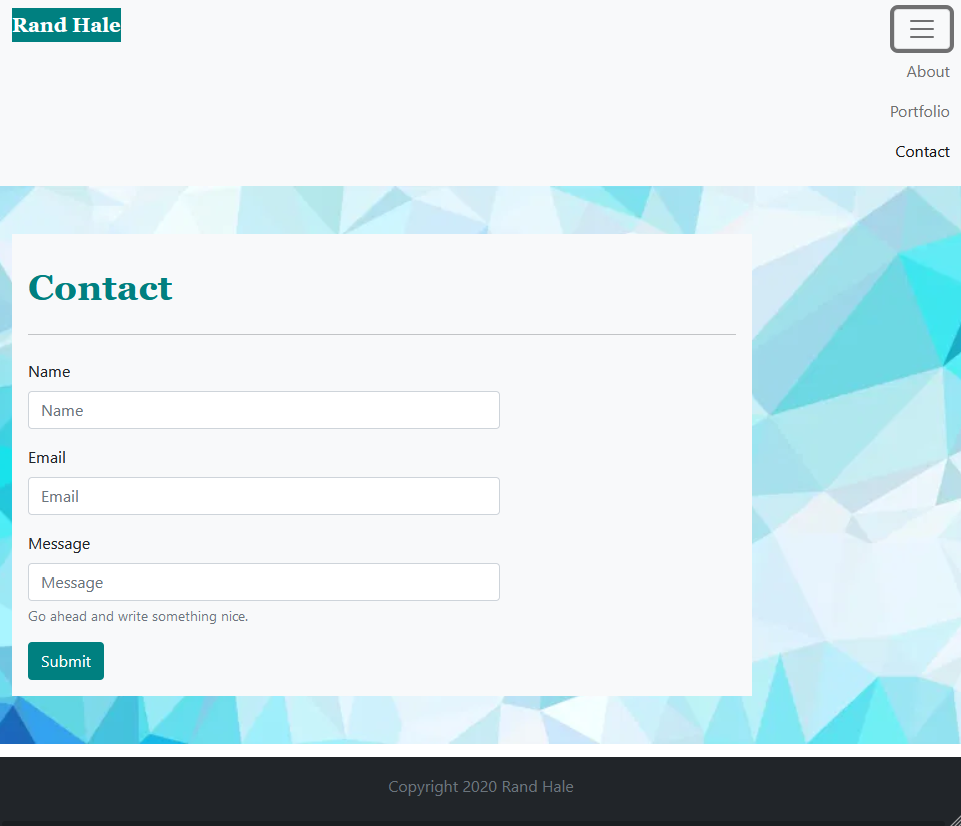 Rand Hale
About
Portfolio
Contact
Contact
Name
Name
Email
Email
Message
Message
Go ahead and write something nice.
Submit
Copyright 2020 Rand Hale